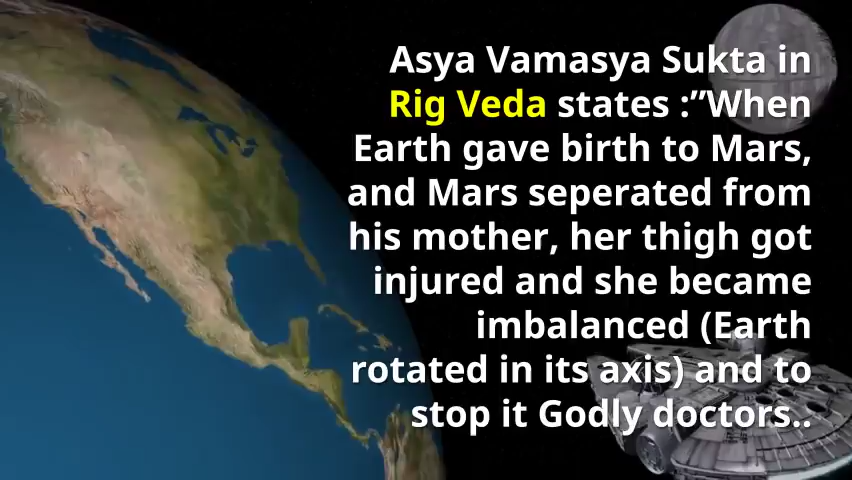 Asya Vamasya Sukta in
Rig Veda states :”When
Earth gave birth to Mars,
and Mars seperated from
his mother, her thigh got
injured and she became
imbalanced (Earth
rotated in its axis) and to
stop it Godly doctors..